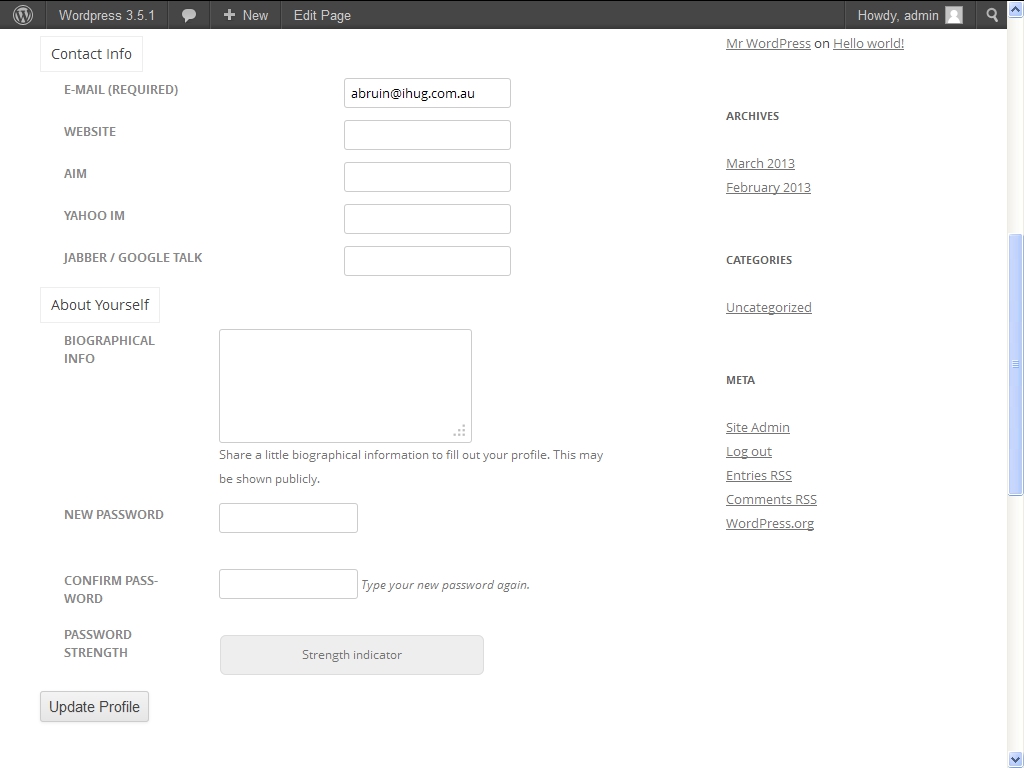 Wordpress 3.5.1
New
Edit Page
Howdy, admin
Contact Info
E-MAIL (REQUIRED)
abruin@ihug.com.au
WEBSITE
AIM
YAHOO IM
JABBER / GOOGLE TALK
About Yourself
BIOGRAPHICAL
INFO
Share a little biographical information to fill out your profile. This may
be shown publicly.
NEW PASSWORD
CONFIRM PASS-
WORD
Type your new password again.
PASSWORD
STRENGTH
Strength indicator
Update Profile
Mr WordPress on Hello world!
ARCHIVES
March 2013
February 2013
CATEGORIES
Uncategorized
META
Site Admin
Log out
Entries RSS
Comments RSS
WordPress.org